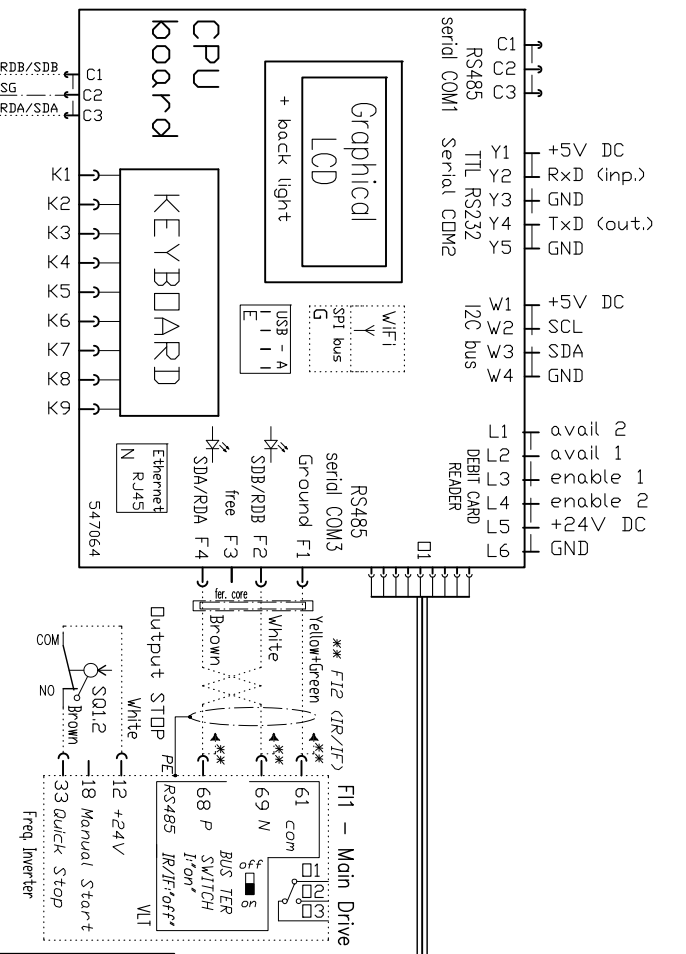 CPU
board
RDB/SDB
SG
RDA/SDA
C1
C2
C3
Graphical
LCD
+ back light
RS485
serial COM1
C1
C2
C3
TTL RS232
Serial COM2
Y1 +5V DC
Y2 RxD (inp.)
Y3 GND
Y4 TxD (out.)
Y5 GND
I2C bus
W1 +5V DC
W2 SCL
W3 SDA
W4 GND
DEBIT CARD
READER
L1 avail 2
L2 avail 1
L3 enable 1
L4 enable 2
L5 +24V DC
L6 GND
K1
K2
K3
K4
K5
K6
K7
K8
K9
KEYBOARD
USB - A
E
WiFi
SPI bus
G
Ethernet
RJ45
N
547064
RS485
serial COM3
Ground F1
SDB/RDB F2
free F3
SDA/RDA F4
O1
fer. core
Yellow+Green
White
Brown
** FI2 (IR/IF)
**
**
**
Output STOP
COM
NO
SQ1.2
White
Brown
PE
RS485
61 com
69 N
68 P
BUS TER
SWITCH
I:"on"
IR/IF:"off"
off
on
O1
O2
O3
VLT
FI1 - Main Drive
12 +24V
18 Manual Start
33 Quick Stop
Freq. Inverter